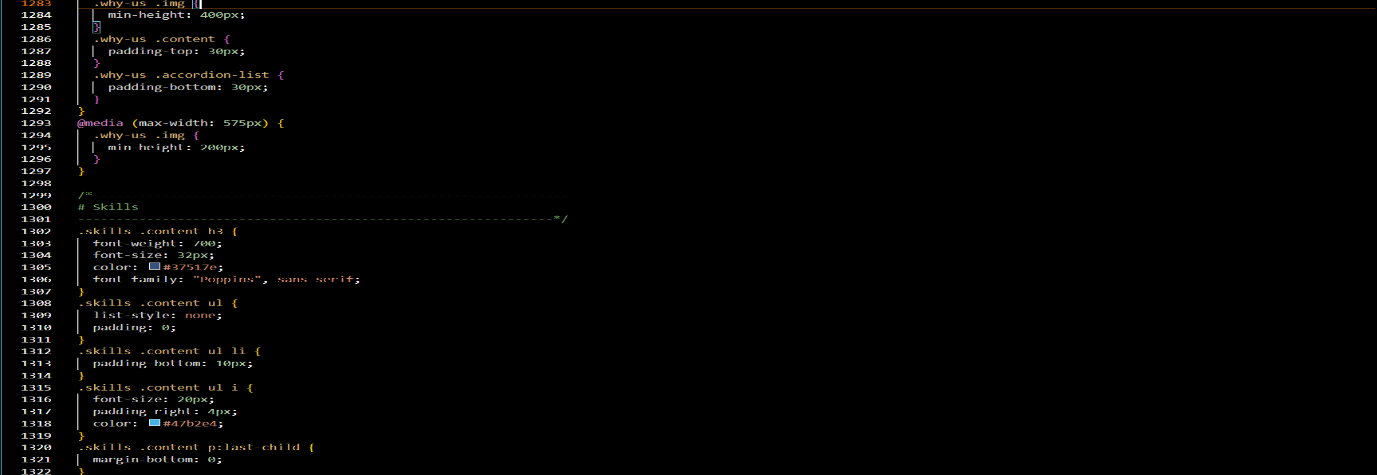 1283 .why-us .img {
1284 min-height: 400px;
1285 }
1286 .why-us .content {
1287 padding-top: 30px;
1288 }
1289 .why-us .accordion-list {
1290 padding-bottom: 30px;
1291 }
1292 }
1293 @media (max-width: 575px) {
1294 .why-us .img {
1295 min-height: 200px;
1296 }
1297 }
1298
1299 /*--------------------------------------------------------------
1300 # Skills
1301 --------------------------------------------------------------*/
1302 .skills .content h3 {
1303 font-weight: 700;
1304 font-size: 32px;
1305 color: #37517e;
1306 font-family: "Poppins", sans-serif;
1307 }
1308 .skills .content ul {
1309 list-style: none;
1310 padding: 0;
1311 }
1312 .skills .content ul li {
1313 padding-bottom: 10px;
1314 }
1315 .skills .content ul i {
1316 font-size: 20px;
1317 padding-right: 4px;
1318 color: #47b2e4;
1319 }
1320 .skills .content p:last-child {
1321 margin-bottom: 0;
1322 }